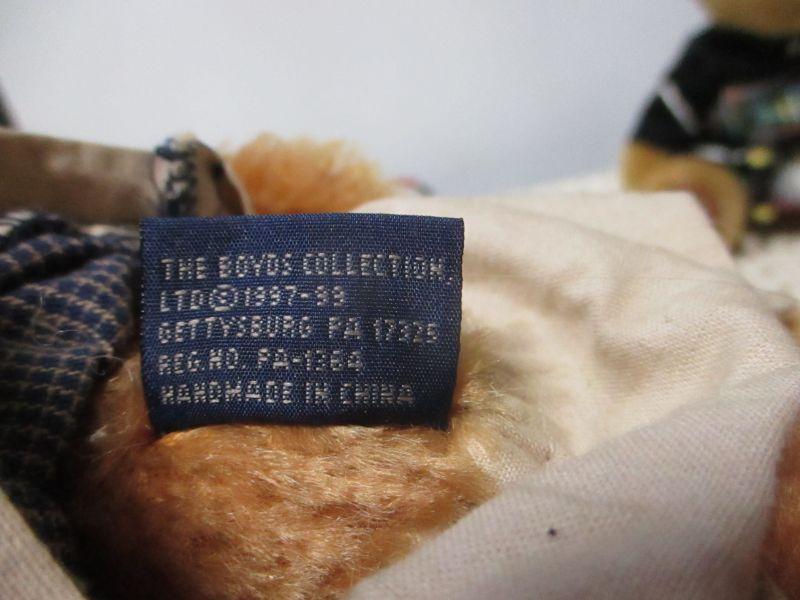 THE BOYDS COLLECTION,
LTD © 1997-99
GETTYSBURG PA 17325
REG. NO. PA-1364
HANDMADE IN CHINA